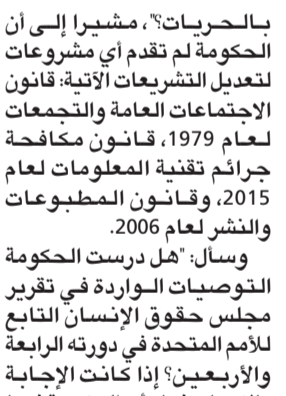 بالحريات؟"، مشيرا إلى أن
الحكومة لم تقدم أي مشروعات
لتعديل التشريعات الآتية: قانون
الاجتماعات العامة والتجمعات
لعام 1979، قانون مكافحة
جرائم تقنية المعلومات لعام
2015، وقانون المطبوعات
والنشر لعام 2006.
وسأل: "هل درست الحكومة
التوصيات الواردة في تقرير
مجلس حقوق الإنسان التابع
للأمم المتحدة في دورته الرابعة
والأربعين؟ إذا كانت الإجابة